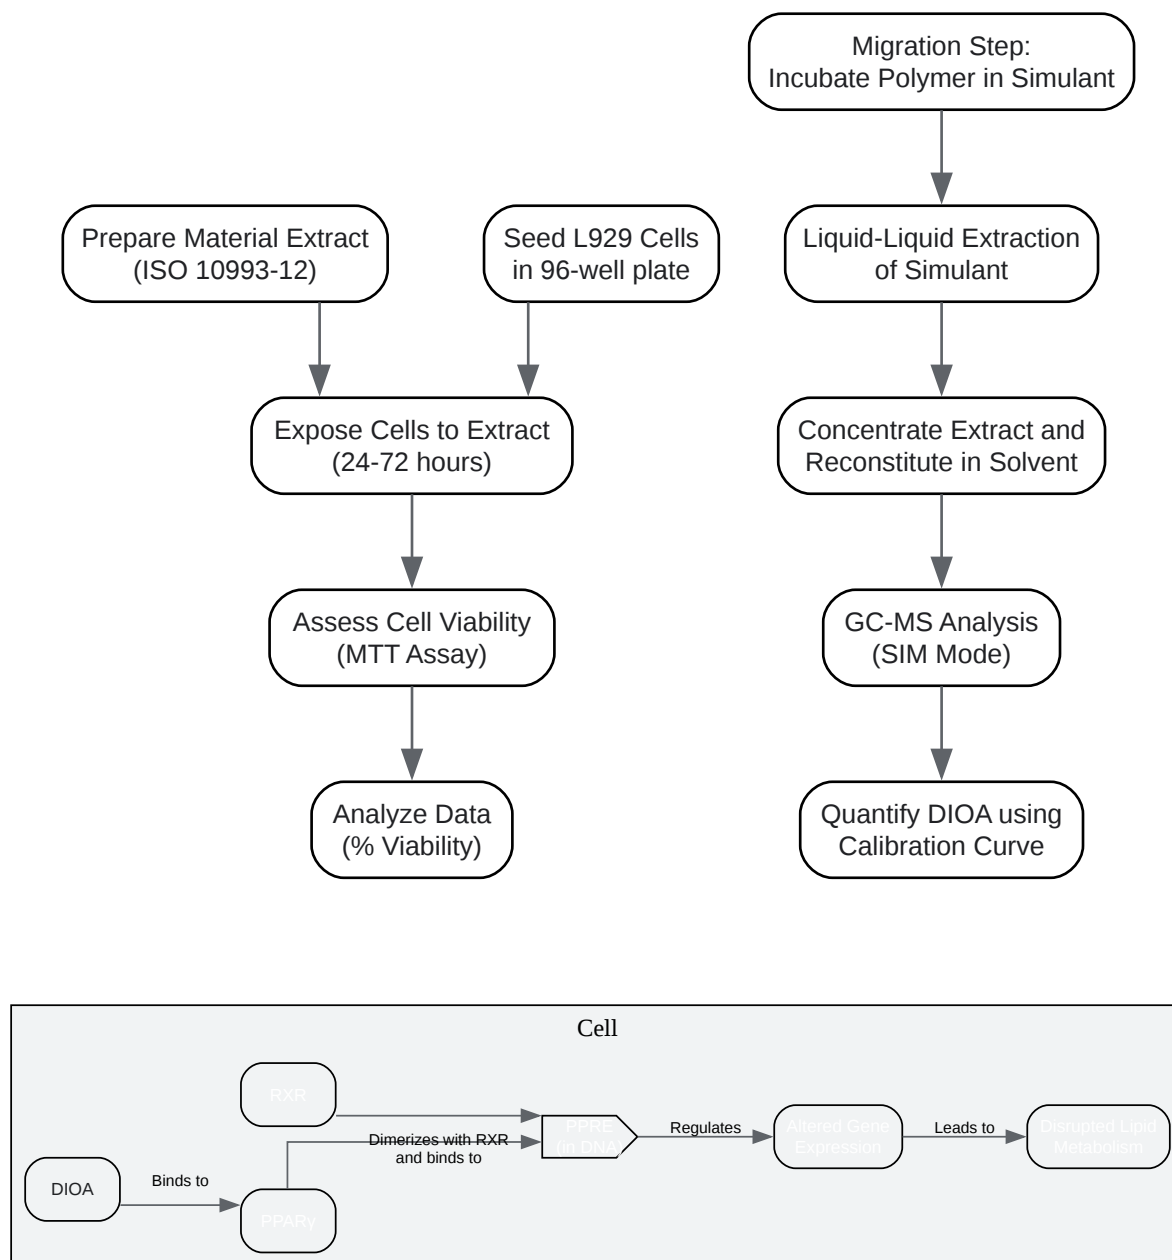 Migration Step:
Incubate Polymer in Simulant
Prepare Material Extract
(ISO 10993-12)
Seed L929 Cells
in 96-well plate
Liquid-Liquid Extraction
of Simulant
Expose Cells to Extract
(24-72 hours)
Concentrate Extract and
Reconstitute in Solvent
Assess Cell Viability
(MTT Assay)
GC-MS Analysis
(SIM Mode)
Analyze Data
(% Viability)
Quantify DIOA using
Calibration Curve
Cell
RXR
Dimerizes with RXR
and binds to
PPRE
(in DNA)
Regulates
Altered Gene
Expression
Leads to
Disrupted Lipid
Metabolism
DIOA
Binds to
PPARγ